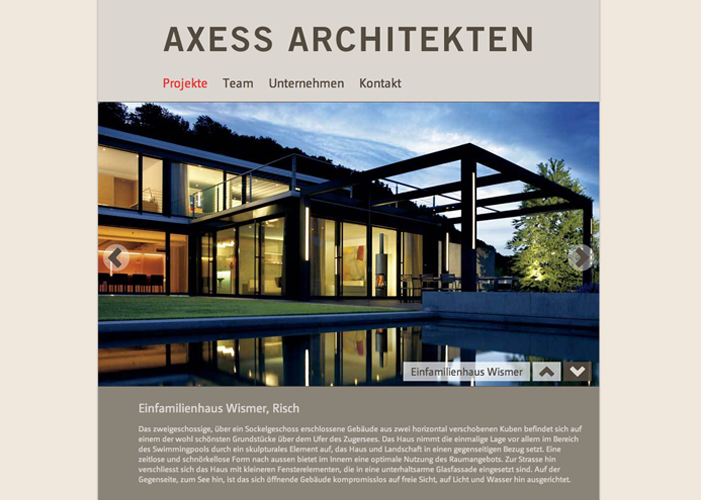 AXESS ARCHITEKTEN
Projekte Team Unternehmen Kontakt
Einfamilienhaus Wismer
Einfamilienhaus Wismer, Risch
Das zweigeschossige, über ein Sockelgeschoss erschlossene Gebäude aus zwei horizontal verschobenen Kuben befindet sich auf
einem der wohl schönsten Grundstücke über dem Ufer des Zugersees. Das Haus nimmt die einmalige Lage vor allem im Bereich
des Swimmingpools durch ein skulpturales Element auf, das Haus und Landschaft in einen gegenseitigen Bezug setzt. Eine
zeitlose und schnörkellose Form nach aussen bietet im Innern eine optimale Nutzung des Raumangebots. Zur Strasse hin
verschliesst sich das Haus mit kleineren Fensterelementen, die in eine unterhaltsarme Glasfassade eingesetzt sind. Auf der
Gegenseite, zum See hin, ist das sich öffnende Gebäude kompromisslos auf freie Sicht, auf Licht und Wasser hin ausgerichtet.